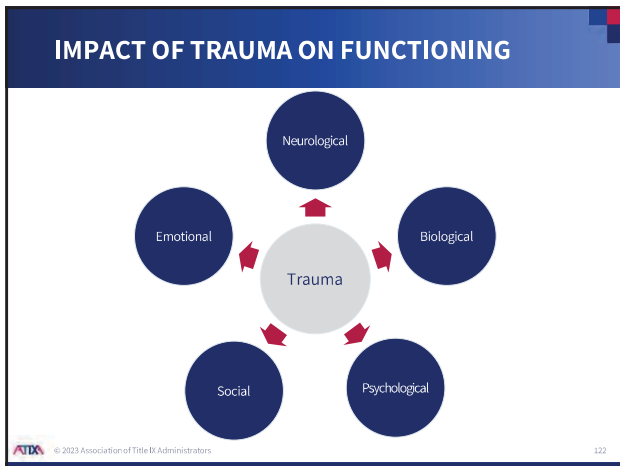 IMPACT OF TRAUMA ON FUNCTIONING
Neurological
Emotional
Biological
Trauma
Social
Psychological
ATIXA © 2023 Association of Title IX Administrators 122